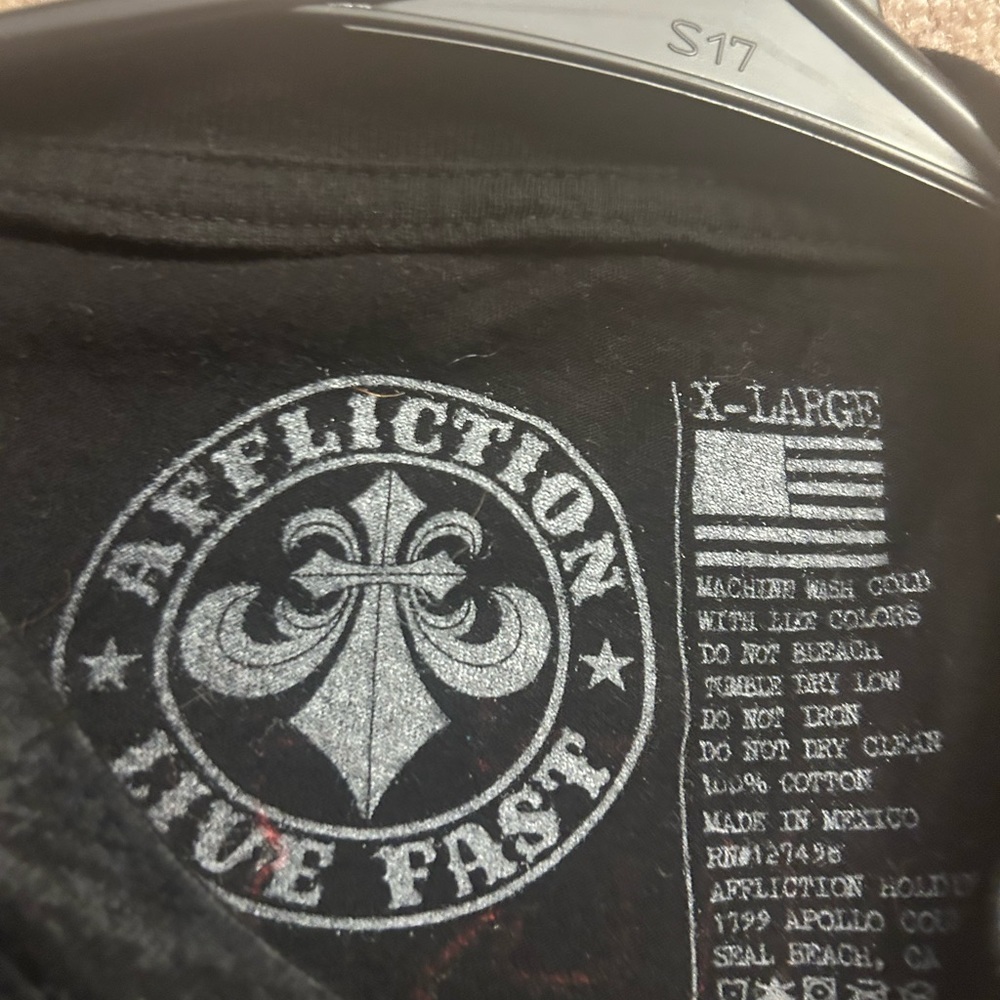 S17
AFFLICTION
LIVE FAST
X-LARGE
MACHINE WASH COLD
WITH LIKE COLORS
DO NOT BLEACH
TUMBLE DRY LOW
DO NOT IRON
DO NOT DRY CLEAN
100% COTTON
MADE IN MEXICO
RN#127498
AFFLICTION
1799 APOLLO
SEAL BEACH, CA